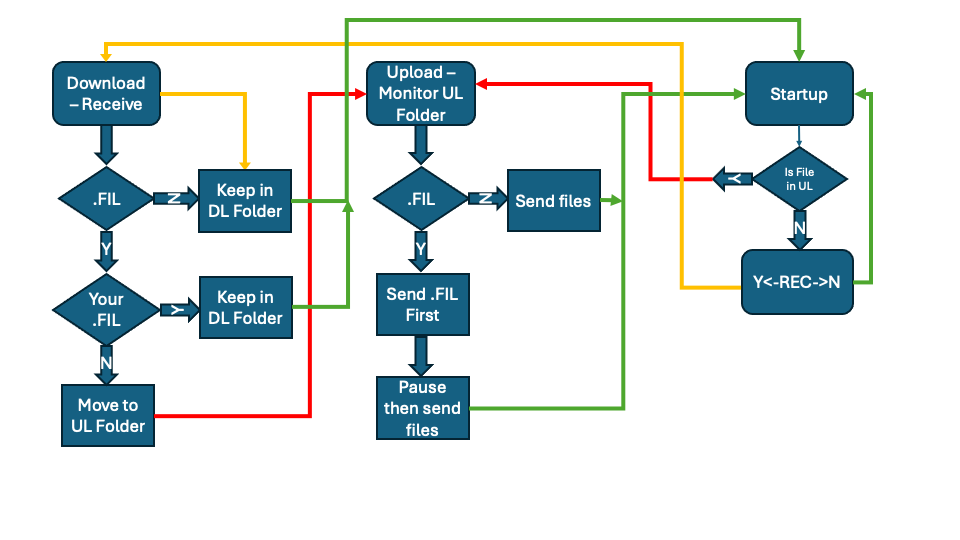 Download
– Receive
.FIL
N
Keep in
DL Folder
Y
Your
.FIL
Y
Keep in
DL Folder
N
Move to
UL Folder
Upload –
Monitor UL
Folder
.FIL
N
Send files
Y
Send .FIL
First
Pause
then send
files
Startup
Is File
in UL
Y
N
Y<-REC->N